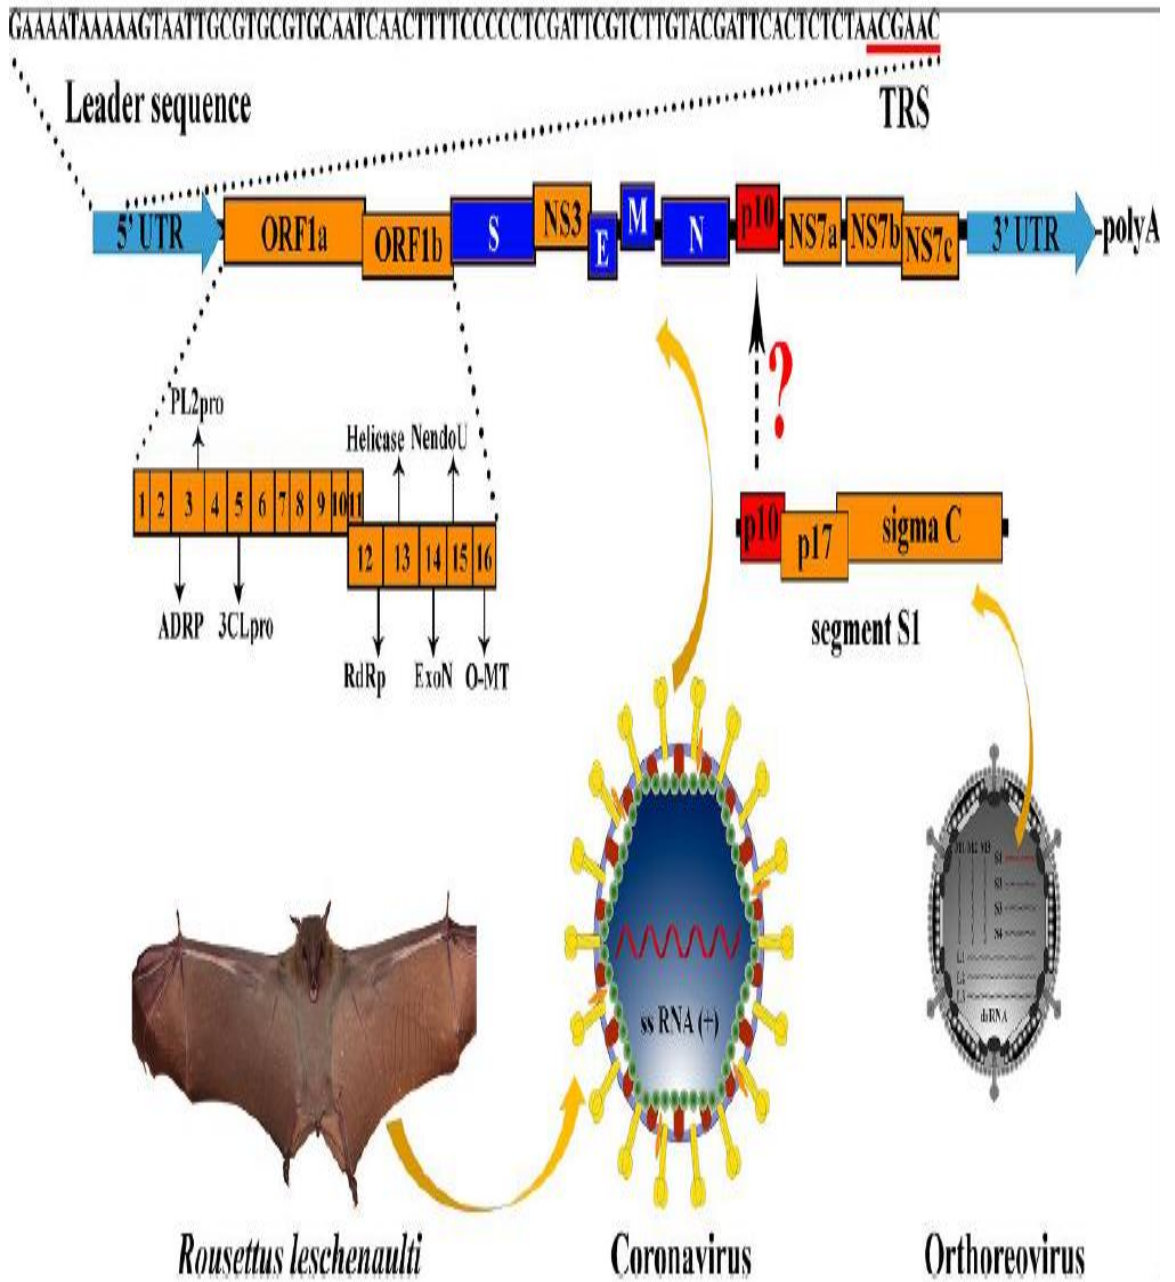 GAAAATAAAAAGTAATTGCGTGCGTGCAATCAACTTTTCCCCCTCGATTCGTCTTGTACGATTCACTCTCTAACGAAC
Leader sequence
TRS
5' UTR
ORF1a
ORF1b
S
NS3
E
M
N
p10
NS7a
NS7b
NS7c
3' UTR
-polyA
?
PL2pro
Helicase NendoU
1 2 3 4 5 6 7 8 9 10 11
12 13 14 15 16
ADRP 3CLpro
RdRp ExoN O-MT
p10
p17
sigma C
segment S1
ss RNA (+)
M1 M2 M3
S1
S2
S3
S4
L1
L2
L3
dsRNA
Rousettus leschenaulti
Coronavirus
Orthoreovirus